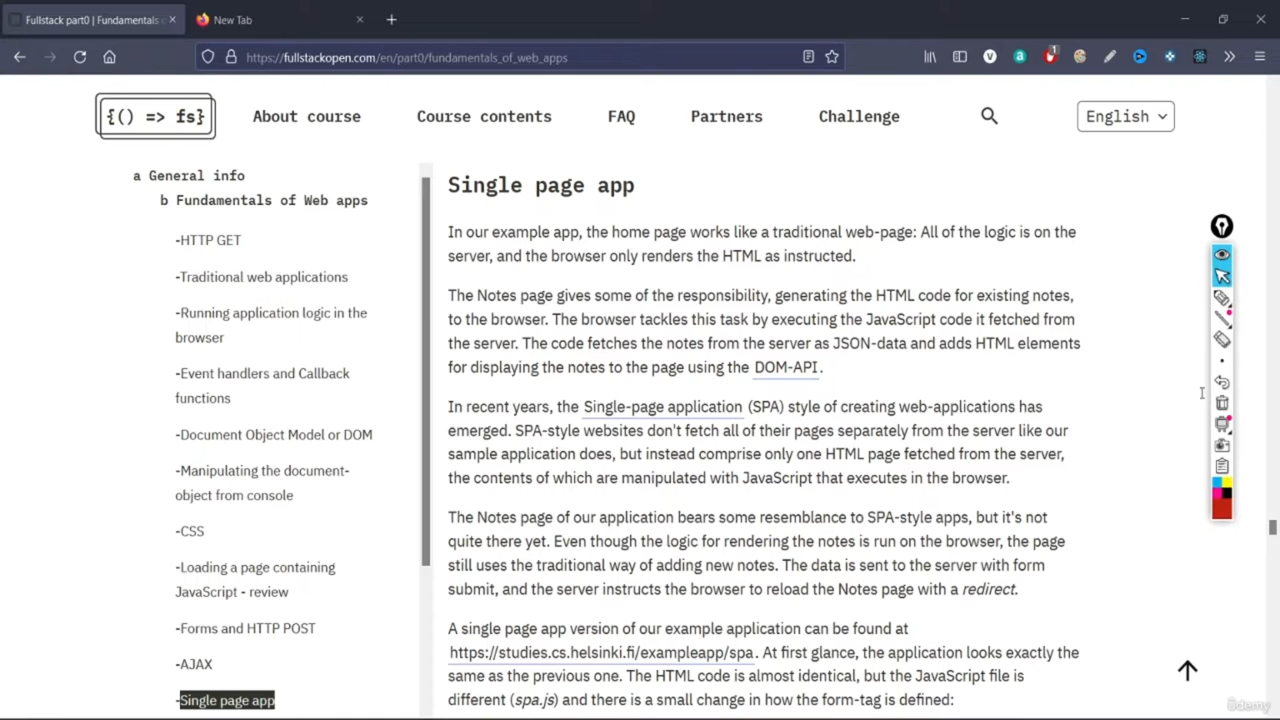 Fullstack part0 | Fundamentals o
New Tab
https://fullstackopen.com/en/part0/fundamentals_of_web_apps
1
{() => fs}
About course
Course contents
FAQ
Partners
Challenge
English
a General info
b Fundamentals of Web apps
-HTTP GET
-Traditional web applications
-Running application logic in the
browser
-Event handlers and Callback
functions
-Document Object Model or DOM
-Manipulating the document-
object from console
-CSS
-Loading a page containing
JavaScript - review
-Forms and HTTP POST
-AJAX
-Single page app
Single page app
In our example app, the home page works like a traditional web-page: All of the logic is on the
server, and the browser only renders the HTML as instructed.
The Notes page gives some of the responsibility, generating the HTML code for existing notes,
to the browser. The browser tackles this task by executing the JavaScript code it fetched from
the server. The code fetches the notes from the server as JSON-data and adds HTML elements
for displaying the notes to the page using the DOM-API.
In recent years, the Single-page application (SPA) style of creating web-applications has
emerged. SPA-style websites don't fetch all of their pages separately from the server like our
sample application does, but instead comprise only one HTML page fetched from the server,
the contents of which are manipulated with JavaScript that executes in the browser.
The Notes page of our application bears some resemblance to SPA-style apps, but it's not
quite there yet. Even though the logic for rendering the notes is run on the browser, the page
still uses the traditional way of adding new notes. The data is sent to the server with form
submit, and the server instructs the browser to reload the Notes page with a redirect.
A single page app version of our example application can be found at
https://studies.cs.helsinki.fi/exampleapp/spa. At first glance, the application looks exactly the
same as the previous one. The HTML code is almost identical, but the JavaScript file is
different (spa.js) and there is a small change in how the form-tag is defined:
ûdemy